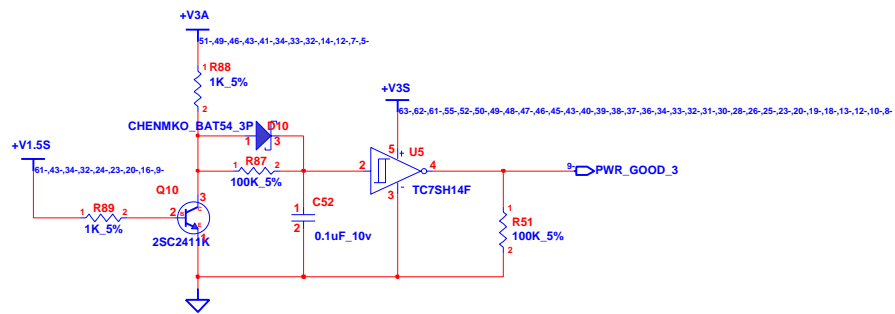 +V3A
51-,49-,46-,43-,41-,34-,33-,32-,14-,12-,7-,5-
1
R88
1K_5%
2
+V3S
63-,62-,61-,55-,52-,50-,49-,48-,47-,46-,45-,43-,40-,39-,38-,37-,36-,34-,33-,32-,31-,30-,28-,26-,25-,23-,20-,19-,18-,13-,12-,10-,8-
CHENMKO_BAT54_3P
D10
1
3
+V1.5S
61-,43-,34-,32-,24-,23-,20-,16-,9-
1
R87
2
100K_5%
5
+
U5
2
4
9-
PWR_GOOD_3
3
-
TC7SH14F
Q10
3
C
2
B
E
1
2SC2411K
1
R89
2
1K_5%
C52
1
2
0.1uF_10v
1
R51
100K_5%
2